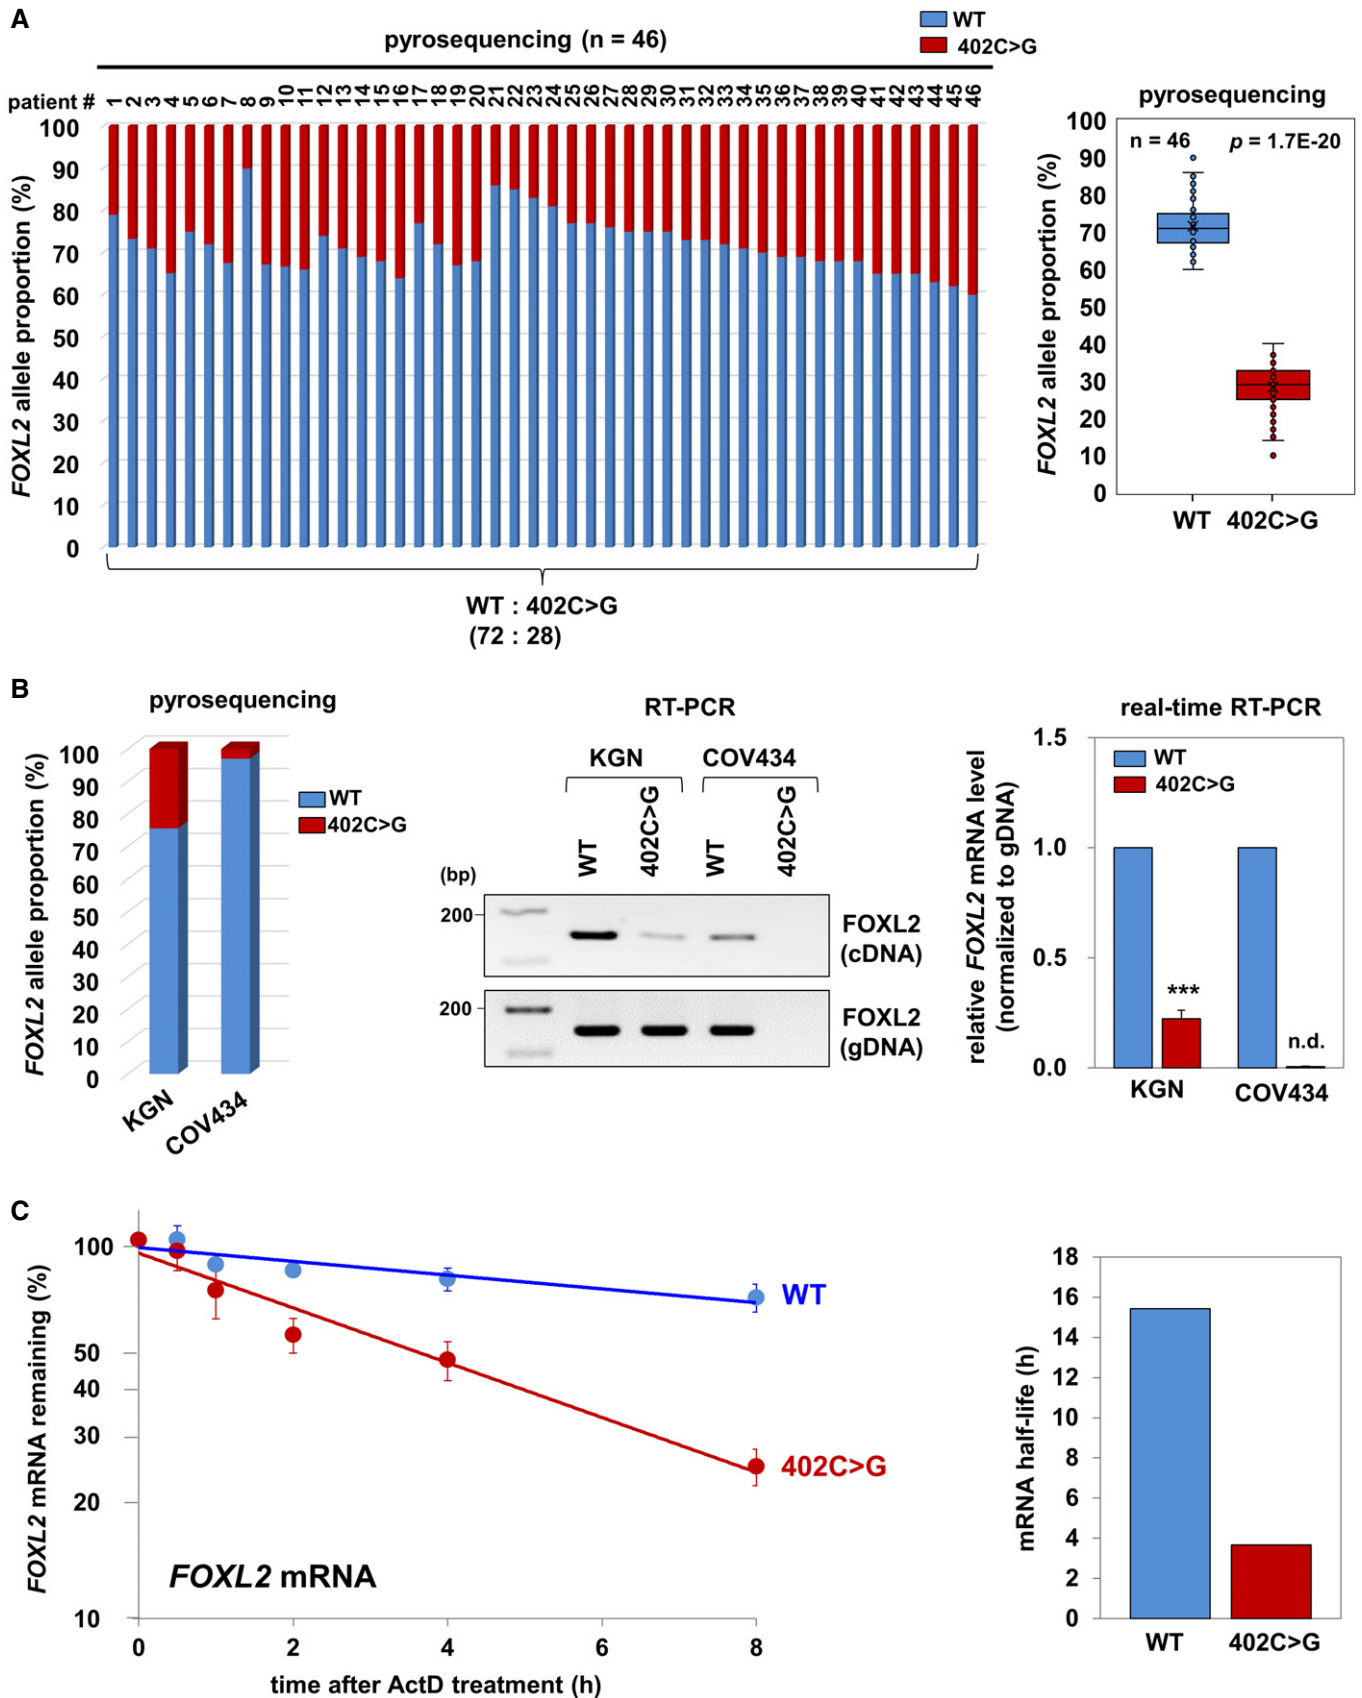 A
pyrosequencing (n = 46)
WT
402C>G
patient # 1 2 3 4 5 6 7 8 9 10 11 12 13 14 15 16 17 18 19 20 21 22 23 24 25 26 27 28 29 30 31 32 33 34 35 36 37 38 39 40 41 42 43 44 45 46
FOXL2 allele proportion (%)
100
90
80
70
60
50
40
30
20
10
0
WT : 402C>G
(72 : 28)
pyrosequencing
FOXL2 allele proportion (%)
100
90
80
70
60
50
40
30
20
10
0
n = 46
p = 1.7E-20
WT 402C>G
B
pyrosequencing
FOXL2 allele proportion (%)
100
90
80
70
60
50
40
30
20
10
0
KGN
COV434
WT
402C>G
RT-PCR
KGN COV434
WT 402C>G WT 402C>G
(bp)
200
FOXL2
(cDNA)
200
FOXL2
(gDNA)
real-time RT-PCR
relative FOXL2 mRNA level
(normalized to gDNA)
1.5
1.0
0.5
0.0
WT
402C>G
***
n.d.
KGN COV434
C
FOXL2 mRNA remaining (%)
100
50
40
30
20
10
WT
402C>G
FOXL2 mRNA
0 2 4 6 8
time after ActD treatment (h)
mRNA half-life (h)
18
16
14
12
10
8
6
4
2
0
WT 402C>G